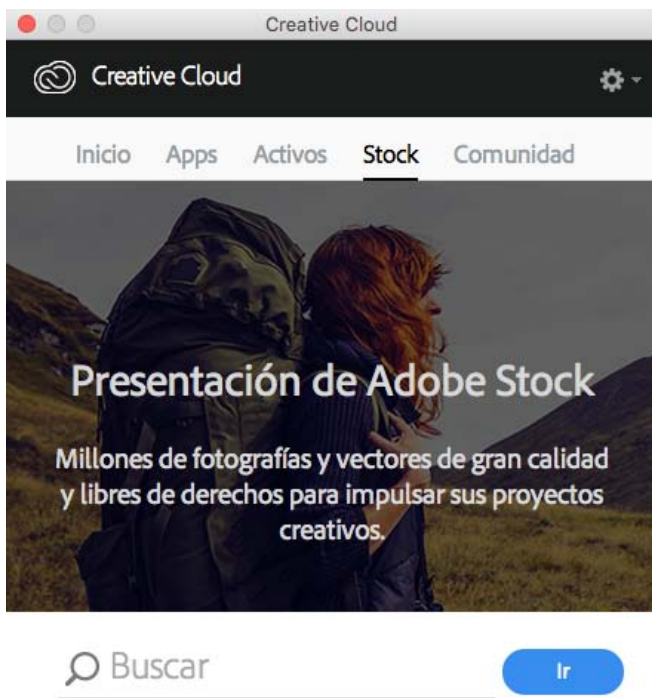 Creative Cloud
Creative Cloud
Inicio Apps Activos Stock Comunidad
Presentación de Adobe Stock
Millones de fotografías y vectores de gran calidad
y libres de derechos para impulsar sus proyectos
creativos.
Buscar Ir